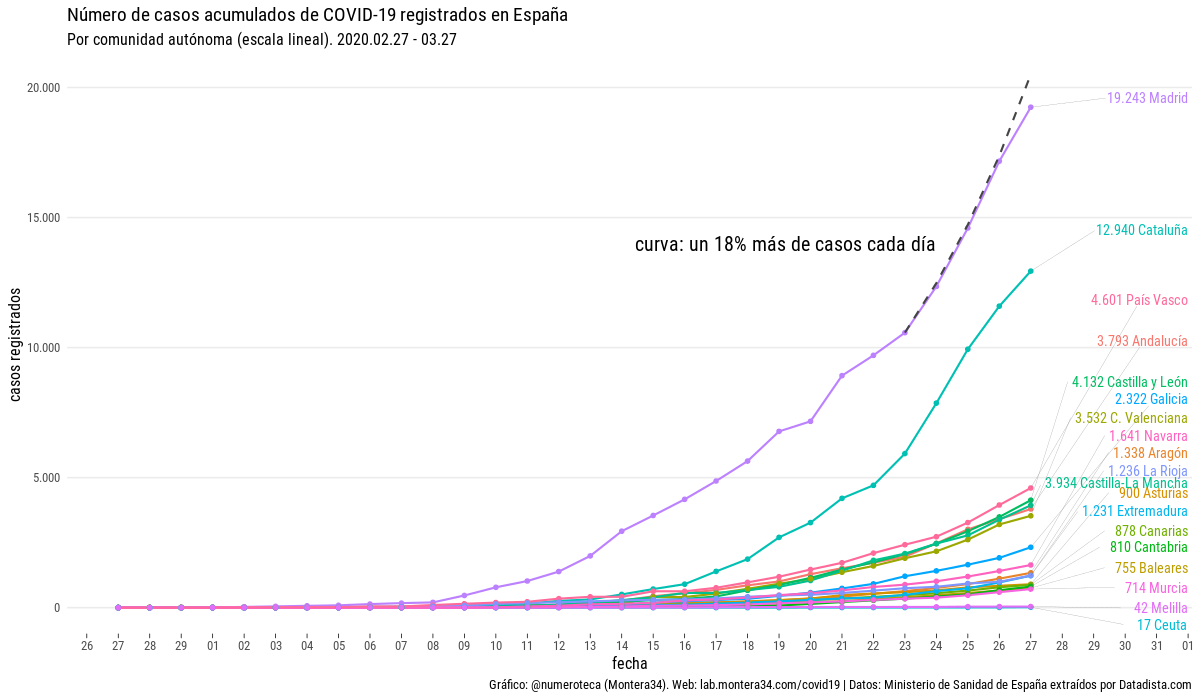 Número de casos acumulados de COVID-19 registrados en España
Por comunidad autónoma (escala lineal). 2020.02.27 - 03.27
20.000
15.000
10.000
5.000
0
casos registrados
curva: un 18% más de casos cada día
19.243 Madrid
12.940 Cataluña
4.601 País Vasco
3.793 Andalucía
4.132 Castilla y León
2.322 Galicia
3.532 C. Valenciana
1.641 Navarra
1.338 Aragón
1.236 La Rioja
3.934 Castilla-La Mancha
900 Asturias
1.231 Extremadura
878 Canarias
810 Cantabria
755 Baleares
714 Murcia
42 Melilla
17 Ceuta
26 27 28 29 01 02 03 04 05 06 07 08 09 10 11 12 13 14 15 16 17 18 19 20 21 22 23 24 25 26 27 28 29 30 31 01
fecha
Gráfico: @numeroteca (Montera34). Web: lab.montera34.com/covid19 | Datos: Ministerio de Sanidad de España extraídos por Datadista.com